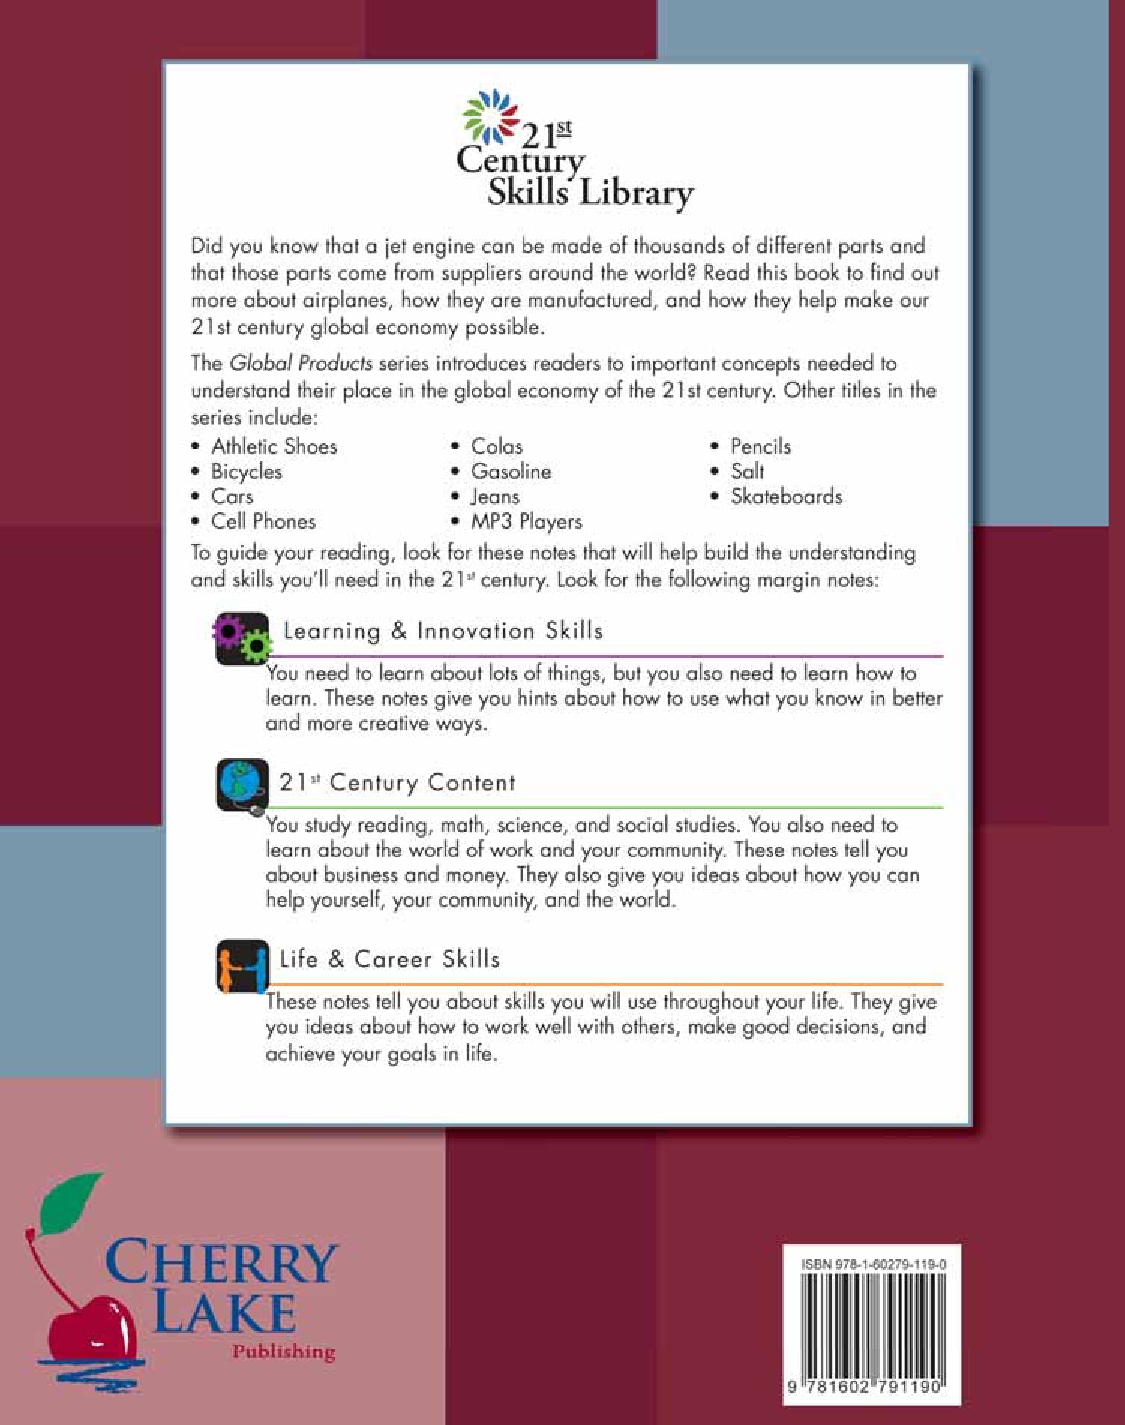 21st
Century
Skills Library
Did you know that a jet engine can be made of thousands of different parts and
that those parts come from suppliers around the world? Read this book to find out
more about airplanes, how they are manufactured, and how they help make our
21st century global economy possible.
The Global Products series introduces readers to important concepts needed to
understand their place in the global economy of the 21st century. Other titles in the
series include:
• Athletic Shoes
• Bicycles
• Cars
• Cell Phones
• Colas
• Gasoline
• Jeans
• MP3 Players
• Pencils
• Salt
• Skateboards
To guide your reading, look for these notes that will help build the understanding
and skills you'll need in the 21st century. Look for the following margin notes:
Learning & Innovation Skills
You need to learn about lots of things, but you also need to learn how to
learn. These notes give you hints about how to use what you know in better
and more creative ways.
21st Century Content
You study reading, math, science, and social studies. You also need to
learn about the world of work and your community. These notes tell you
about business and money. They also give you ideas about how you can
help yourself, your community, and the world.
Life & Career Skills
These notes tell you about skills you will use throughout your life. They give
you ideas about how to work well with others, make good decisions, and
achieve your goals in life.
CHERRY
LAKE
Publishing
ISBN 978-1-60279-119-0
9 781602 791190